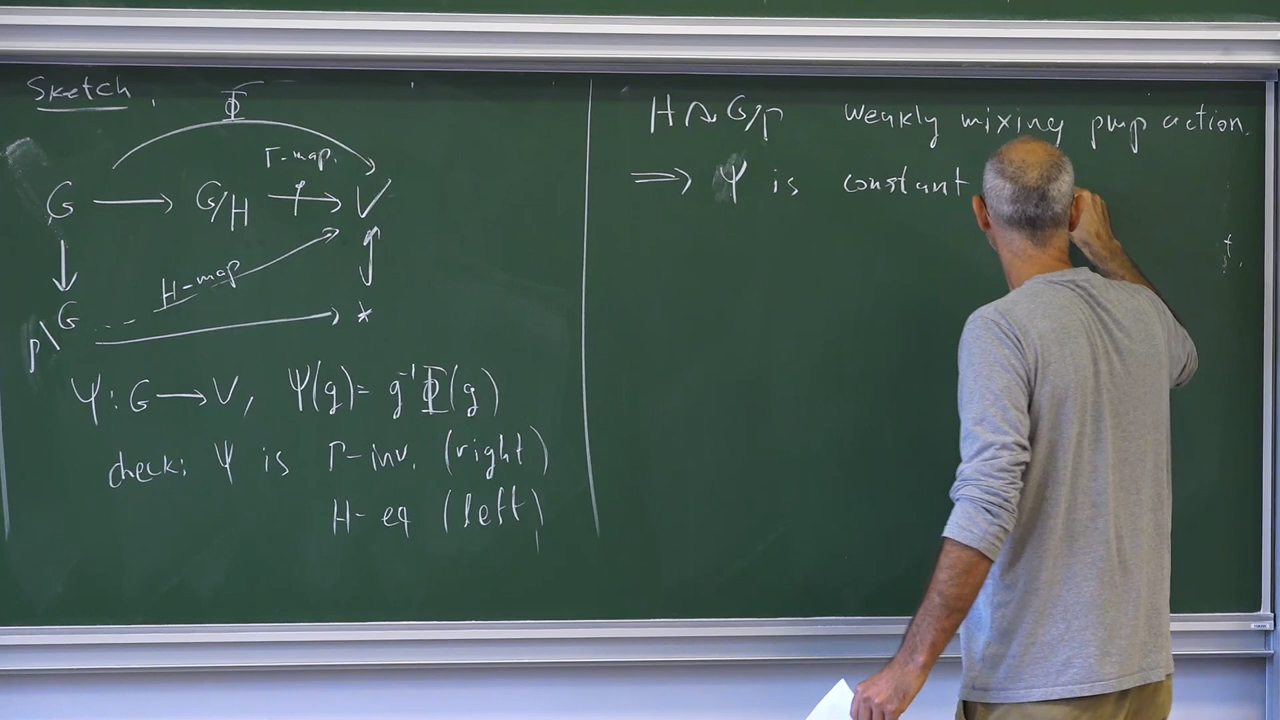 Sketch.
Φ
Γ-map.
G → G/H → V
H-map
Γ\G → *
Ψ: G → V, Ψ(g) = g⁻¹Φ(g)
check: Ψ is Γ-inv. (right)
H-eq (left)
H ↷ G/Γ weakly mixing pmp action.
⟹ Ψ is constant